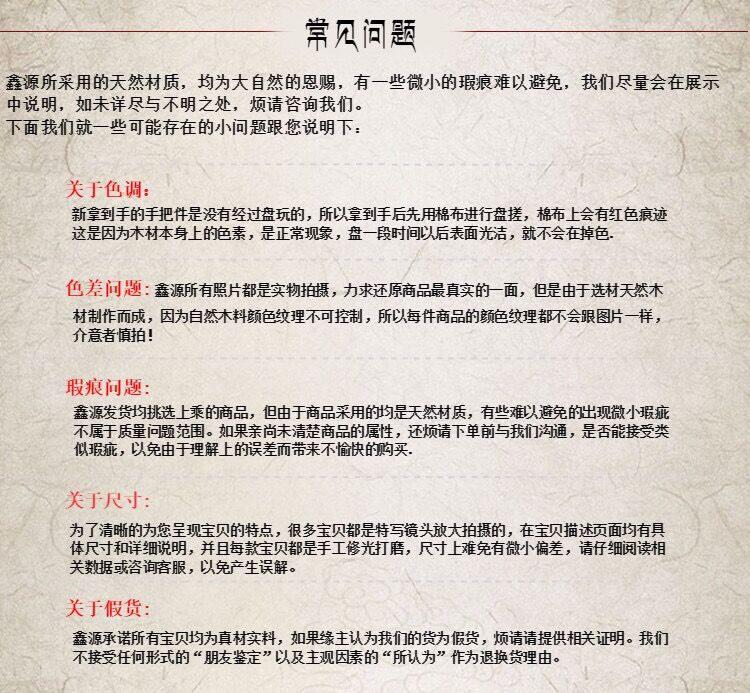 常见问题
鑫源所采用的天然材质，均为大自然的恩赐，有一些微小的瑕痕难以避免，我们尽量会在展示
中说明，如未详尽与不明之处，烦请咨询我们。
下面我们就一些可能存在的小问题跟您说明下：
关于色调：
新拿到手的手把件是没有经过盘玩的，所以拿到手后先用棉布进行盘搓，棉布上会有红色痕迹
这是因为木材本身上的色素，是正常现象，盘一段时间以后表面光洁，就不会在掉色.
色差问题：鑫源所有照片都是实物拍摄，力求还原商品最真实的一面，但是由于选材天然木
材制作而成，因为自然木料颜色纹理不可控制，所以每件商品的颜色纹理都不会跟图片一样，
介意者慎拍！
瑕痕问题：
鑫源发货均挑选上乘的商品，但由于商品采用的均是天然材质，有些难以避免的出现微小瑕疵
不属于质量问题范围。如果亲尚未清楚商品的属性，还烦请下单前与我们沟通，是否能接受类
似瑕疵，以免由于理解上的误差而带来不愉快的购买.
关于尺寸：
为了清晰的为您呈现宝贝的特点，很多宝贝都是特写镜头放大拍摄的，在宝贝描述页面均有具
体尺寸和详细说明，并且每款宝贝都是手工修光打磨，尺寸上难免有微小偏差，请仔细阅读相
关数据或咨询客服，以免产生误解。
关于假货：
鑫源承诺所有宝贝均为真材实料，如果缘主认为我们的货为假货，烦请请提供相关证明。我们
不接受任何形式的“朋友鉴定”以及主观因素的“所认为”作为退换货理由。